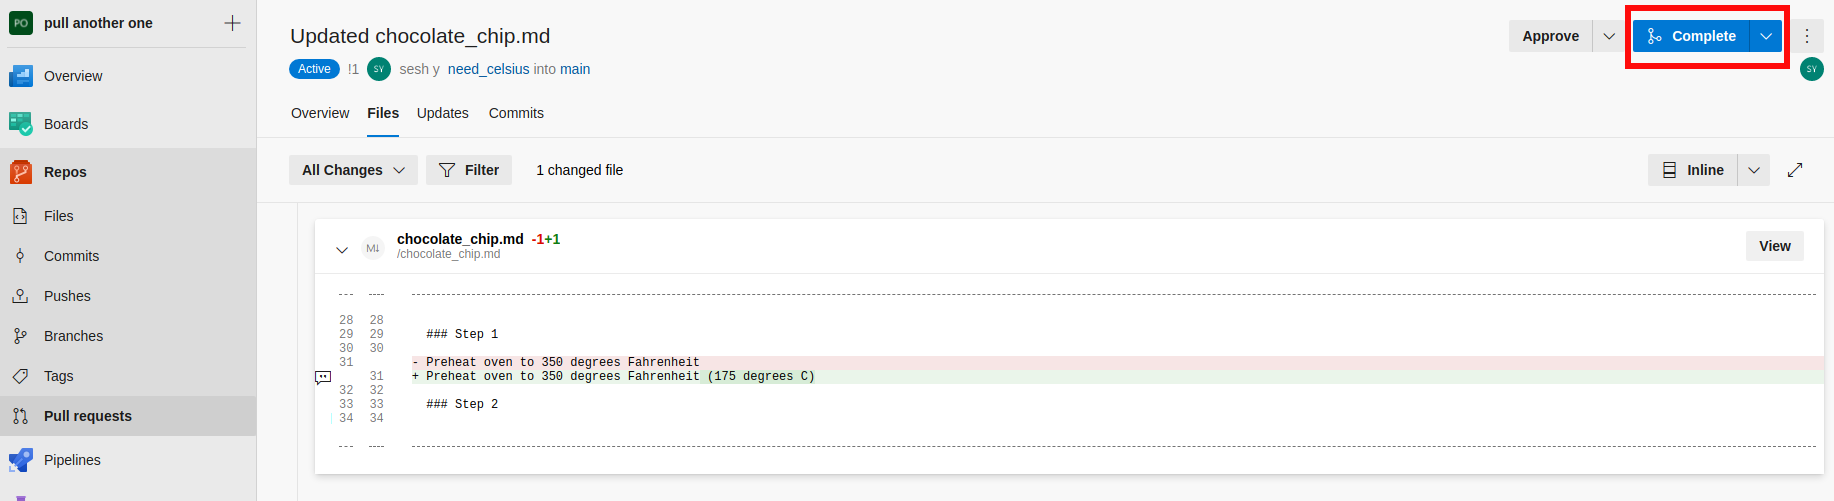 PO pull another one
Overview
Boards
Repos
Files
Commits
Pushes
Branches
Tags
Pull requests
Pipelines
Updated chocolate_chip.md
Approve
Complete
Active !1 SY sesh y need_celsius into main
SY
Overview Files Updates Commits
All Changes Filter 1 changed file
Inline
M↓ chocolate_chip.md -1+1
/chocolate_chip.md
View
28 28
29 29 ### Step 1
30 30
31 - Preheat oven to 350 degrees Fahrenheit
31 + Preheat oven to 350 degrees Fahrenheit (175 degrees C)
32 32
33 33 ### Step 2
34 34